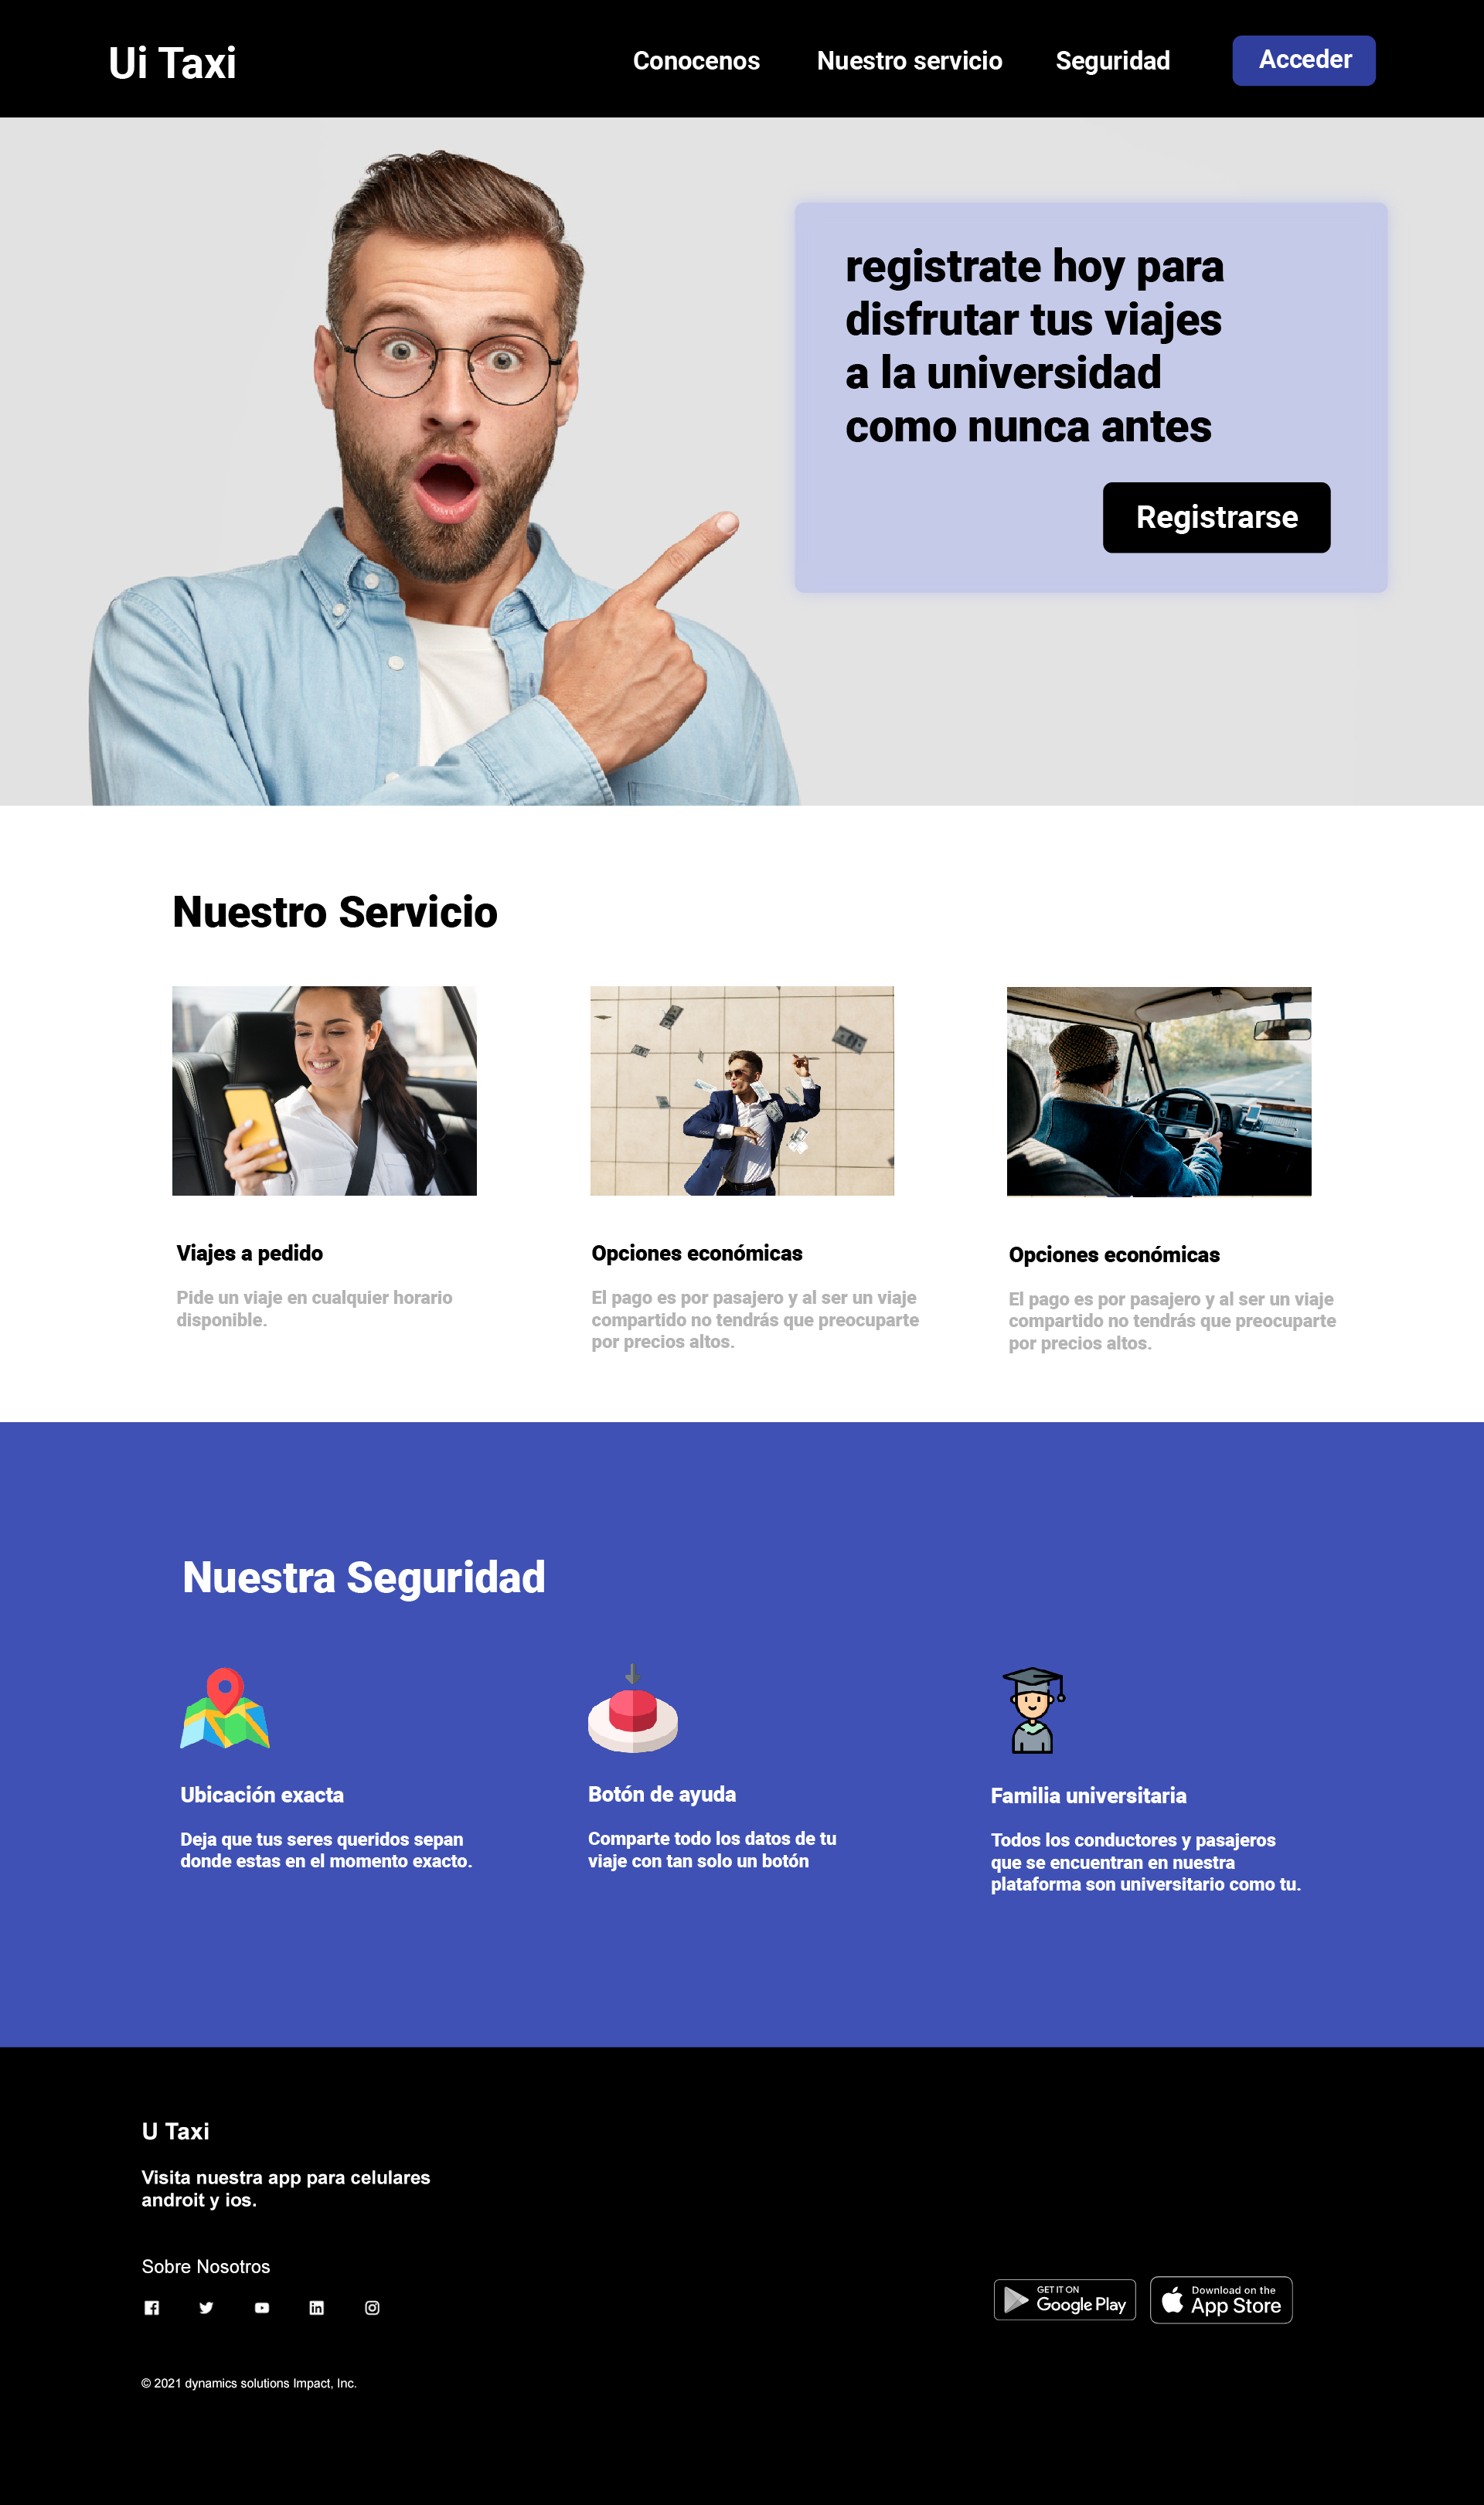 Ui Taxi
Conocenos
Nuestro servicio
Seguridad
Acceder
registrate hoy para
disfrutar tus viajes
a la universidad
como nunca antes
Registrarse
Nuestro Servicio
Viajes a pedido
Pide un viaje en cualquier horario
disponible.
Opciones económicas
El pago es por pasajero y al ser un viaje
compartido no tendrás que preocuparte
por precios altos.
Opciones económicas
El pago es por pasajero y al ser un viaje
compartido no tendrás que preocuparte
por precios altos.
Nuestra Seguridad
Ubicación exacta
Deja que tus seres queridos sepan
donde estas en el momento exacto.
Botón de ayuda
Comparte todo los datos de tu
viaje con tan solo un botón
Familia universitaria
Todos los conductores y pasajeros
que se encuentran en nuestra
plataforma son universitario como tu.
U Taxi
Visita nuestra app para celulares
androit y ios.
Sobre Nosotros
GET IT ON
Google Play
Download on the
App Store
© 2021 dynamics solutions Impact, Inc.